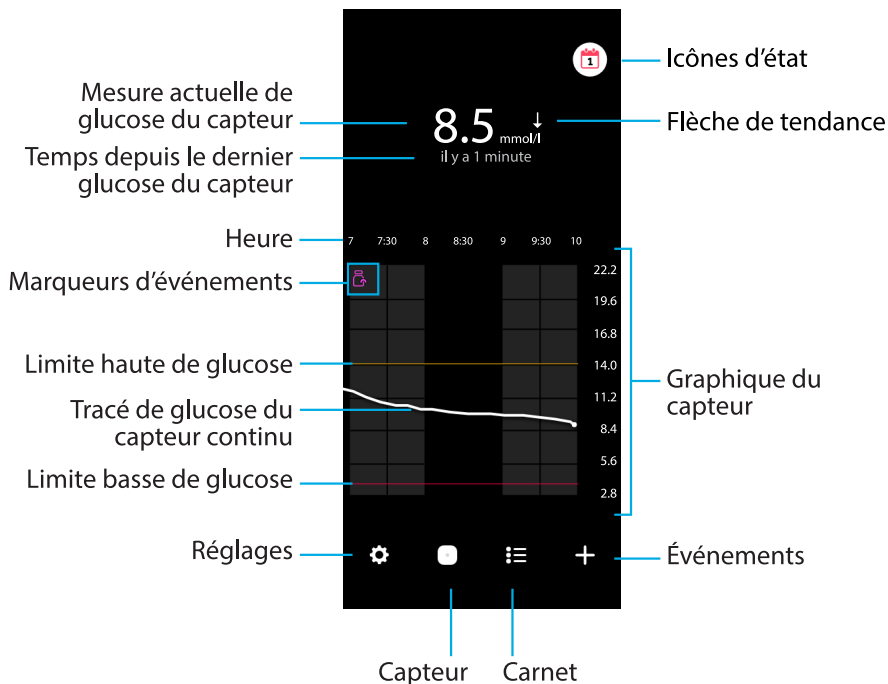 Icônes d'état
1
Mesure actuelle de
glucose du capteur
8.5 mmol/l ↓
Flèche de tendance
il y a 1 minute
Temps depuis le dernier
glucose du capteur
Heure
7 7:30 8 8:30 9 9:30 10
Marqueurs d'événements
22.2
19.6
16.8
14.0
11.2
8.4
5.6
2.8
Limite haute de glucose
Tracé de glucose du
capteur continu
Limite basse de glucose
Graphique du
capteur
Réglages
Événements
Capteur
Carnet